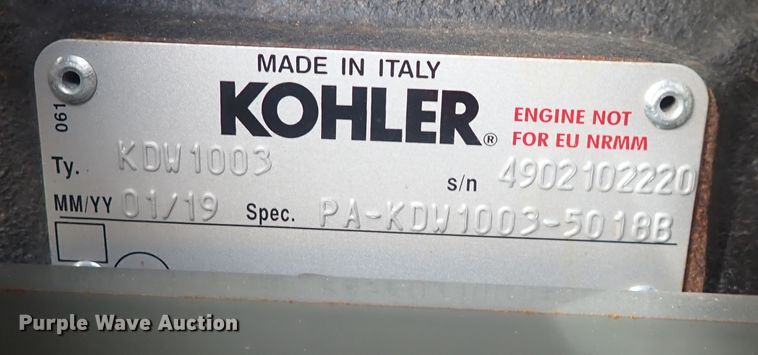 MADE IN ITALY
KOHLER®
ENGINE NOT
FOR EU NRMM
061
Ty. KDW1003
s/n 4902102220
MM/YY 01/19 Spec. PA-KDW1003-5018B
Purple Wave Auction